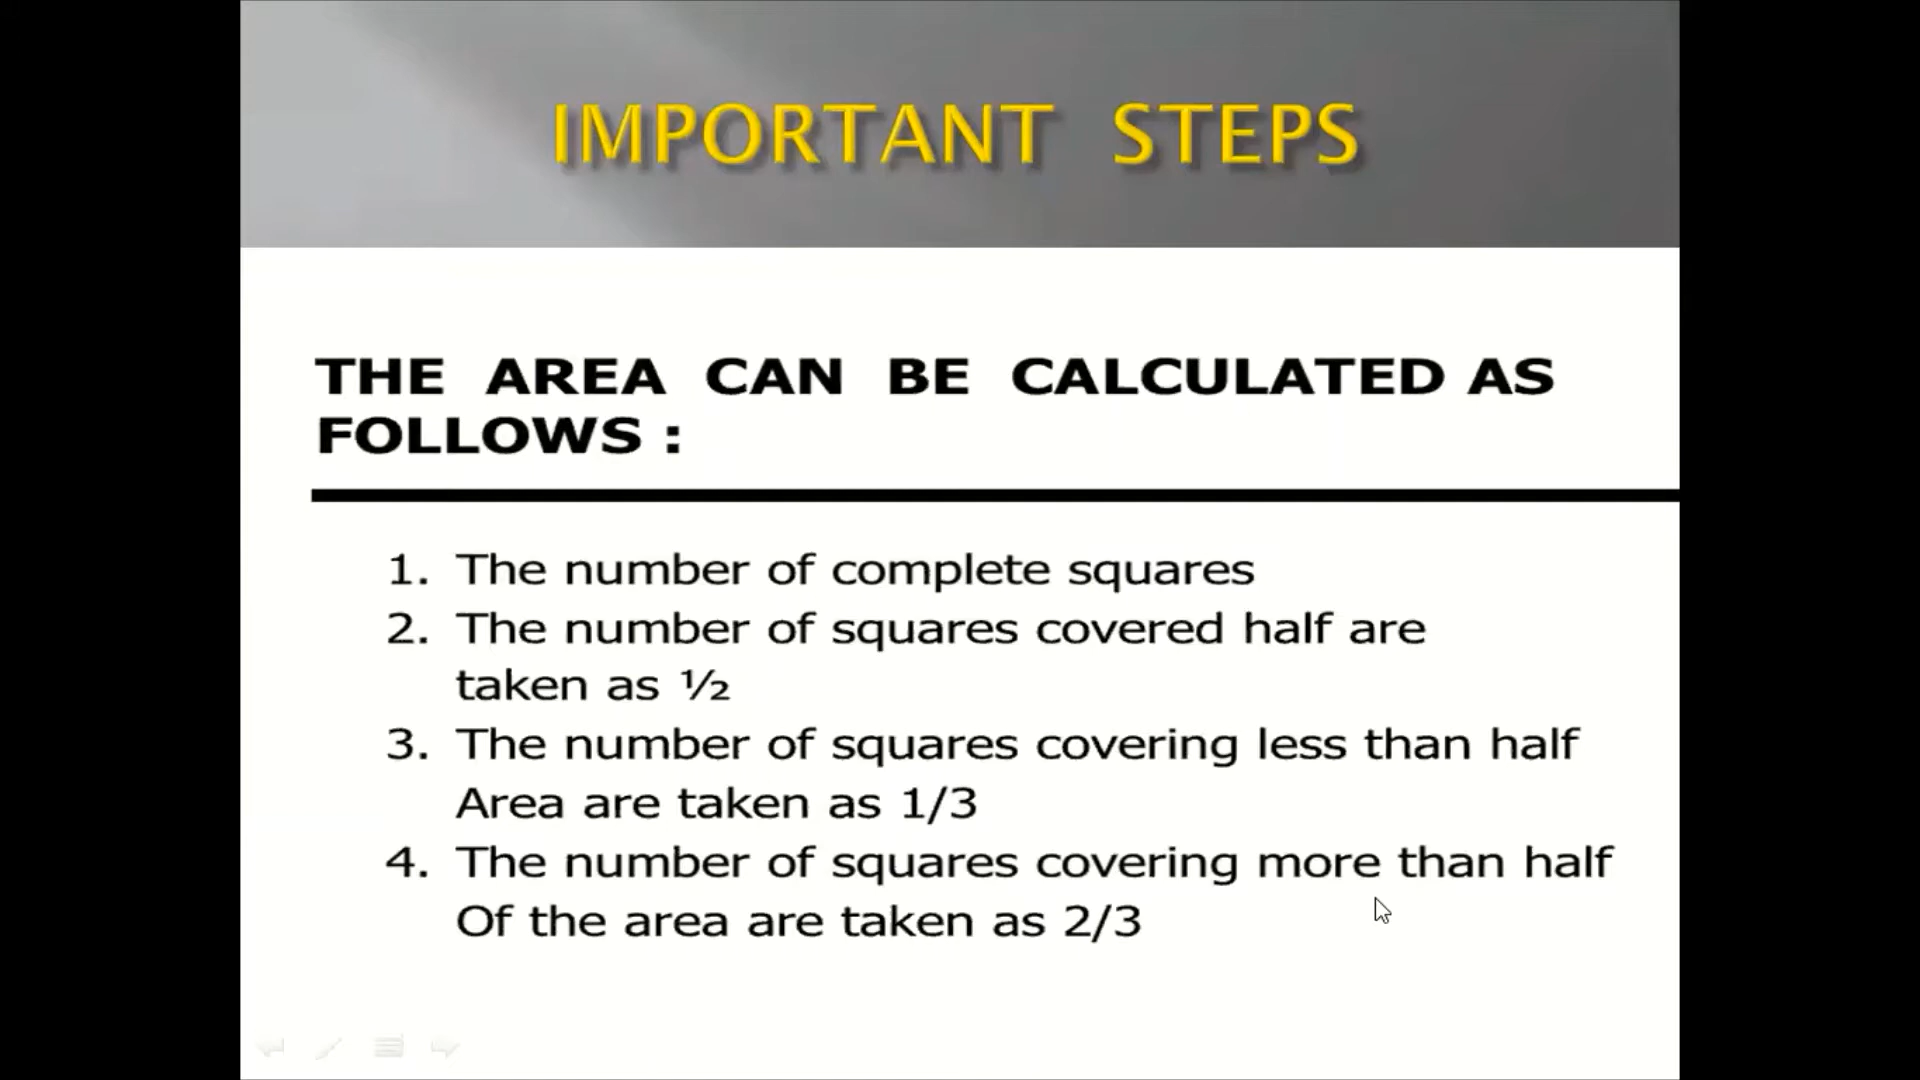 IMPORTANT STEPS
THE AREA CAN BE CALCULATED AS
FOLLOWS :
1. The number of complete squares
2. The number of squares covered half are
taken as ½
3. The number of squares covering less than half
Area are taken as 1/3
4. The number of squares covering more than half
Of the area are taken as 2/3